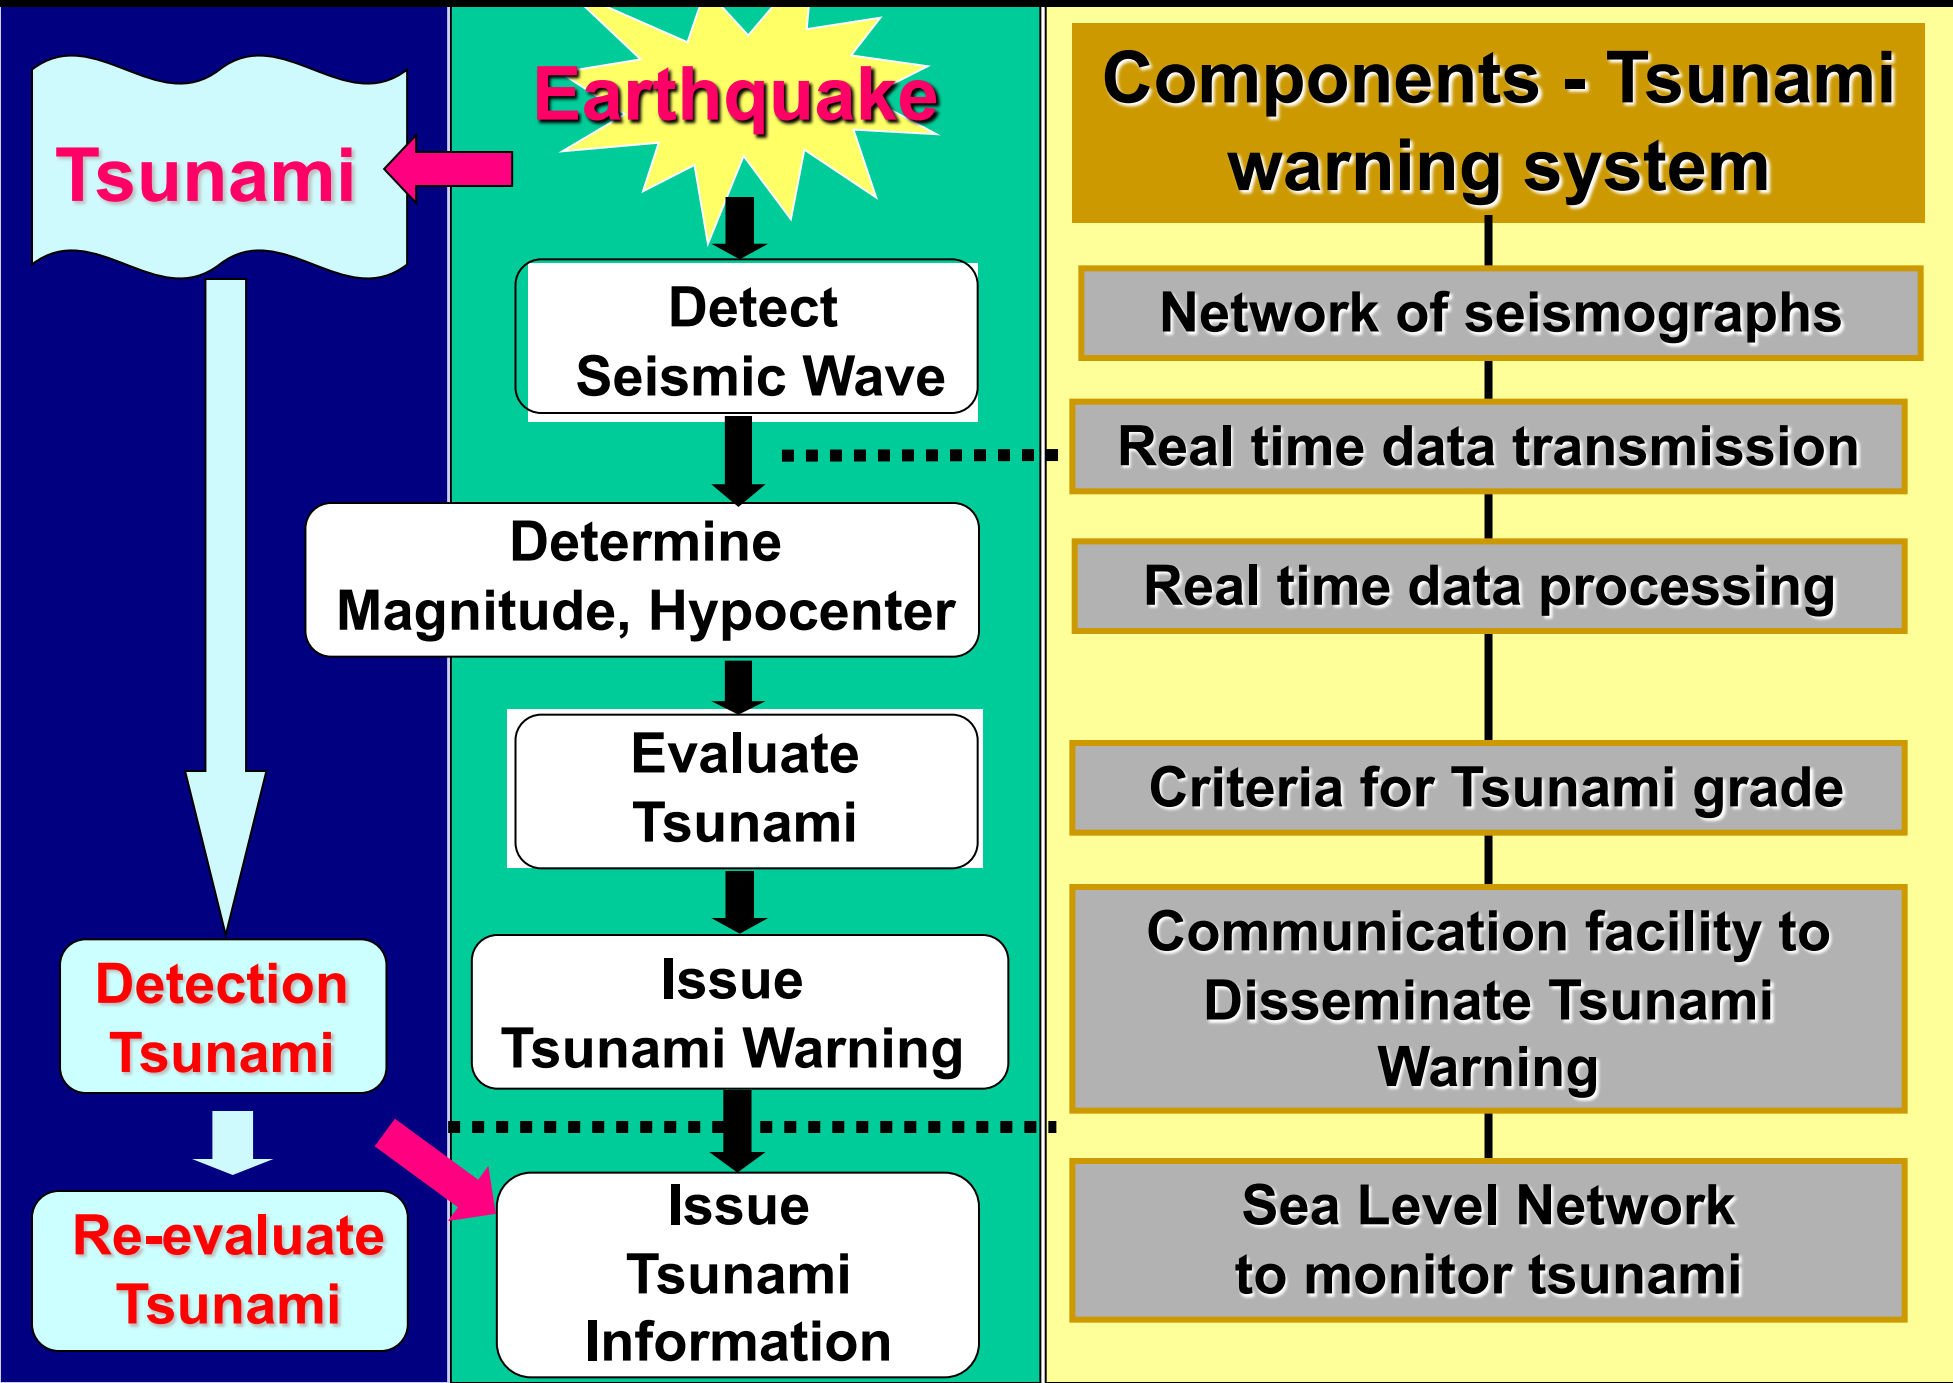 Tsunami
Detection
Tsunami
Re-evaluate
Tsunami
Earthquake
Detect
Seismic Wave
Determine
Magnitude, Hypocenter
Evaluate
Tsunami
Issue
Tsunami Warning
Issue
Tsunami
Information
Components - Tsunami
warning system
Network of seismographs
Real time data transmission
Real time data processing
Criteria for Tsunami grade
Communication facility to
Disseminate Tsunami
Warning
Sea Level Network
to monitor tsunami